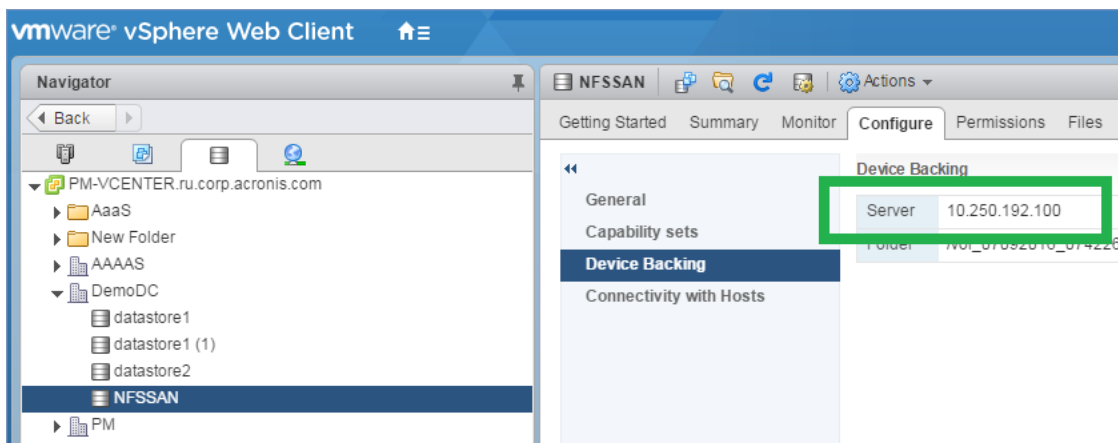 vmware® vSphere Web Client
Navigator
Back
PM-VCENTER.ru.corp.acronis.com
AaaS
New Folder
AAAAS
DemoDC
datastore1
datastore1 (1)
datastore2
NFSSAN
PM
NFSSAN Actions
Getting Started Summary Monitor Configure Permissions Files
General
Capability sets
Device Backing
Connectivity with Hosts
Device Backing
Server 10.250.192.100
Folder